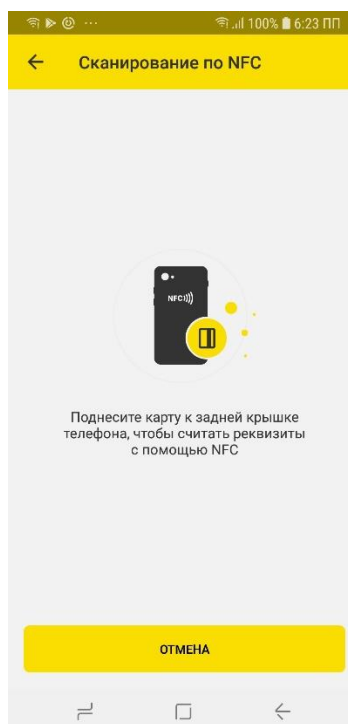 100% 6:23 ПП
Сканирование по NFC
NFC)))
Поднесите карту к задней крышке
телефона, чтобы считать реквизиты
с помощью NFC
ОТМЕНА